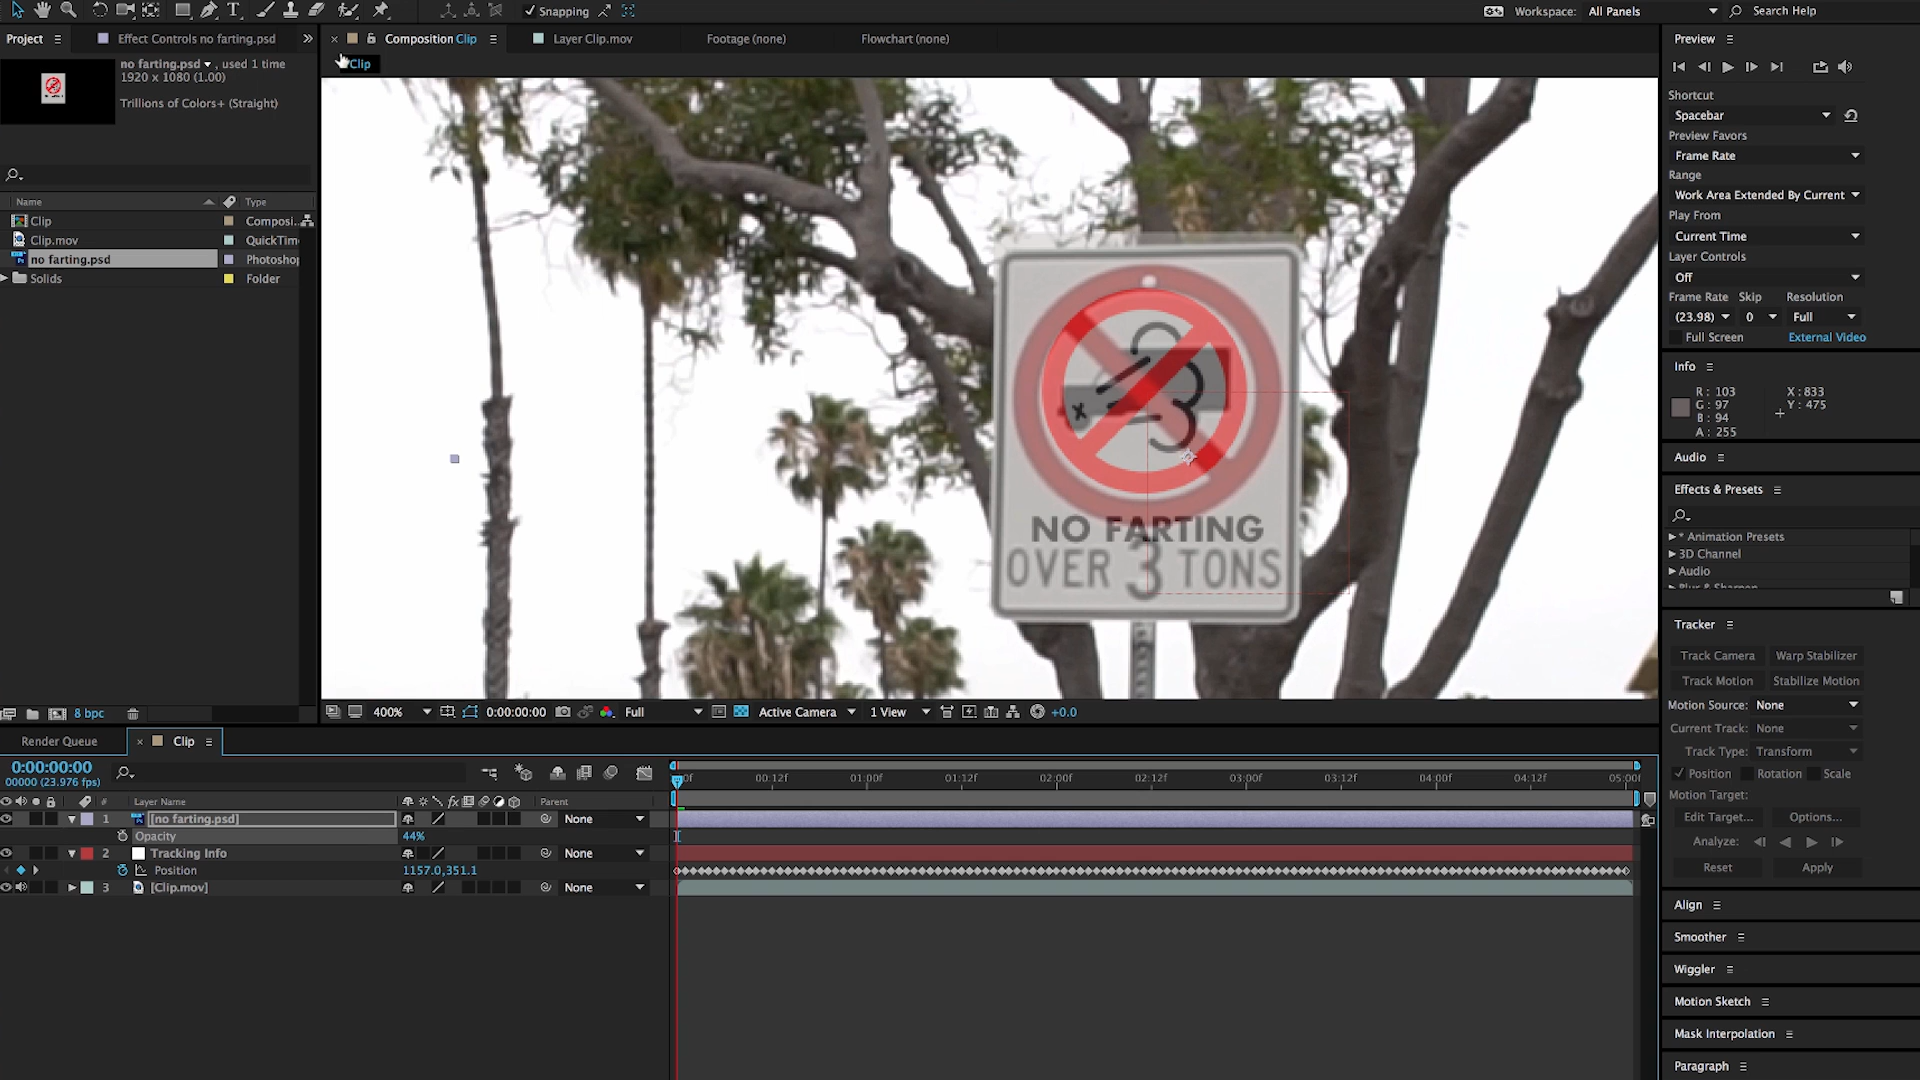 Snapping
Workspace: All Panels
Search Help
Project
Effect Controls no farting.psd
Composition Clip
Layer Clip.mov
Footage (none)
Flowchart (none)
Clip
no farting.psd, used 1 time
1920 x 1080 (1.00)
Trillions of Colors+ (Straight)
Name
Type
Clip
Composi...
Clip.mov
QuickTim
Ps no farting.psd
Photoshop
Solids
Folder
8 bpc
NO FARTING
OVER 3 TONS
400%
0:00:00:00
Full
Active Camera
1 View
+0.0
Preview
Shortcut
Spacebar
Preview Favors
Frame Rate
Range
Work Area Extended By Current
Play From
Current Time
Layer Controls
Off
Frame Rate Skip Resolution
(23.98) 0 Full
Full Screen
External Video
Info
R: 103
G: 97
B: 94
A: 255
X: 833
Y: 475
Audio
Effects & Presets
* Animation Presets
3D Channel
Audio
Blur & Sharpen
Tracker
Track Camera
Warp Stabilizer
Track Motion
Stabilize Motion
Motion Source: None
Current Track: None
Track Type: Transform
Position
Rotation
Scale
Motion Target:
Edit Target...
Options...
Analyze:
Reset
Apply
Align
Smoother
Wiggler
Motion Sketch
Mask Interpolation
Paragraph
Render Queue
Clip
0:00:00:00
00000 (23.976 fps)
00:12f 01:00f 01:12f 02:00f 02:12f 03:00f 03:12f 04:00f 04:12f 05:00f
# Layer Name
fx
Parent
1 [no farting.psd]
None
Opacity
44%
2 Tracking Info
None
Position
1157.0,351.1
3 [Clip.mov]
None